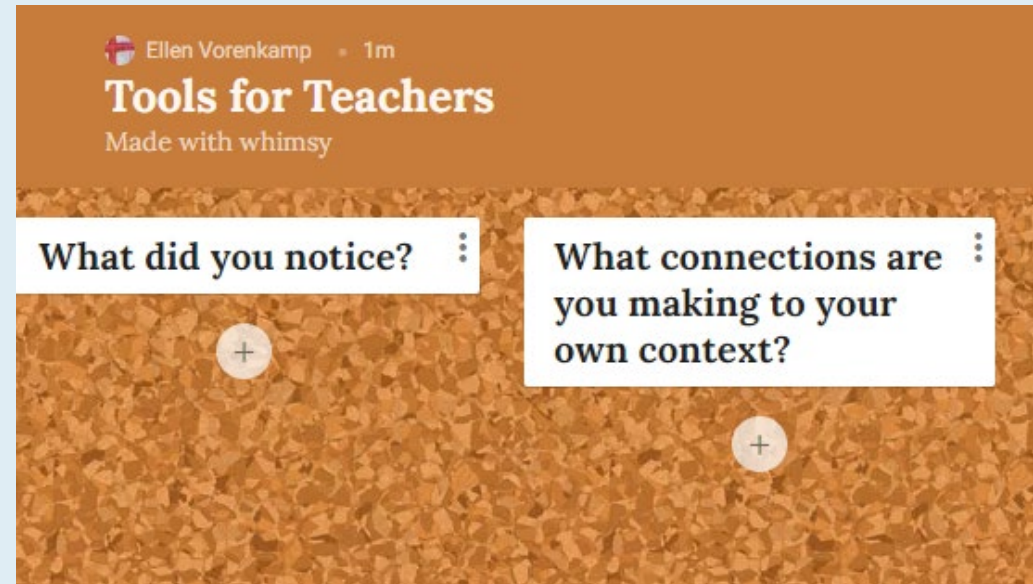 Ellen Vorenkamp • 1m
Tools for Teachers
Made with whimsy
What did you notice?
What connections are
you making to your
own context?